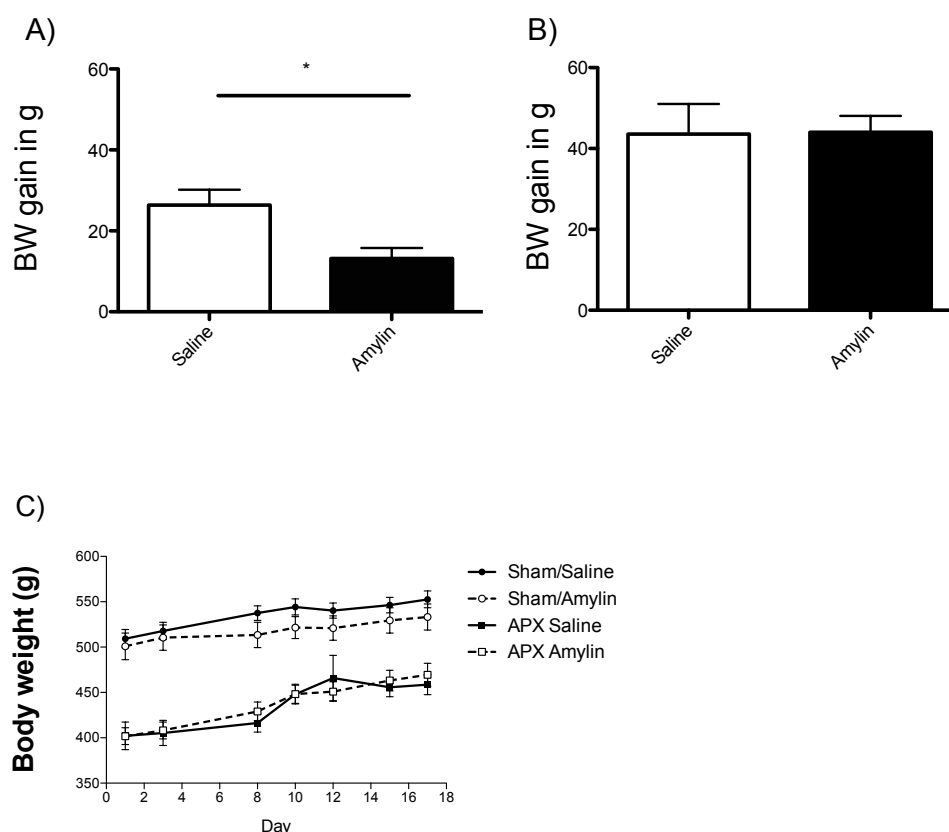 A)
BW gain in g
60
40
20
0
*
Saline
Amylin
B)
BW gain in g
60
40
20
0
Saline
Amylin
C)
Body weight (g)
600
550
500
450
400
350
0 2 4 6 8 10 12 14 16 18
Day
Sham/Saline
Sham/Amylin
APX Saline
APX Amylin